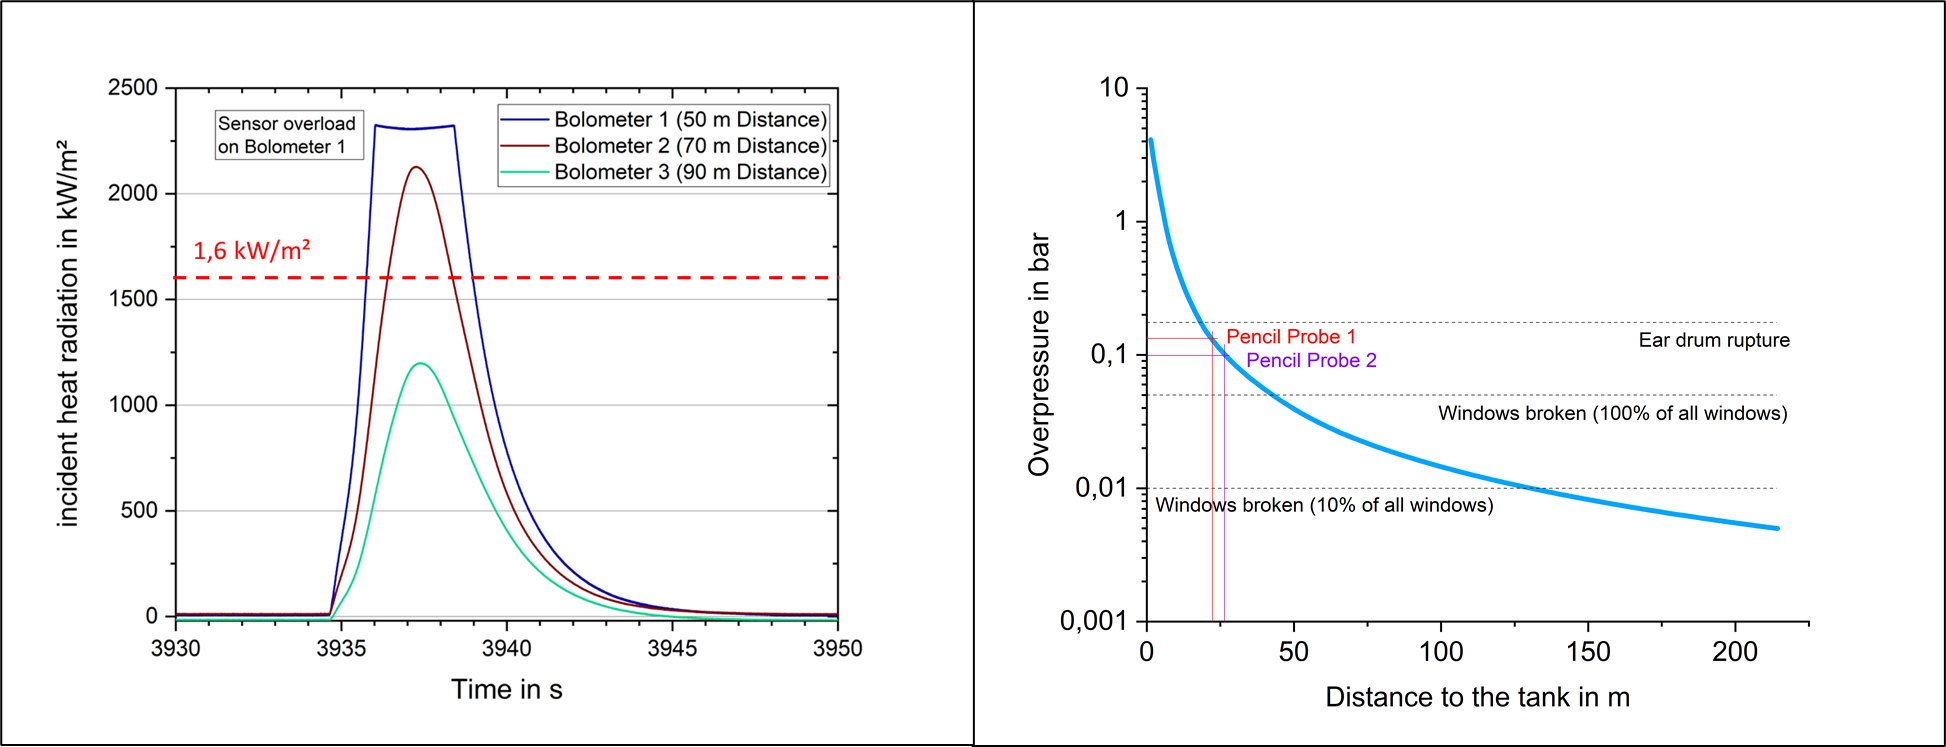 2500
2000
1500
1000
500
0
incident heat radiation in kW/m²
Sensor overload
on Bolometer 1
Bolometer 1 (50 m Distance)
Bolometer 2 (70 m Distance)
Bolometer 3 (90 m Distance)
1,6 kW/m²
3930 3935 3940 3945 3950
Time in s
10
1
0,1
0,01
0,001
Overpressure in bar
Pencil Probe 1
Ear drum rupture
Pencil Probe 2
Windows broken (100% of all windows)
Windows broken (10% of all windows)
0 50 100 150 200
Distance to the tank in m